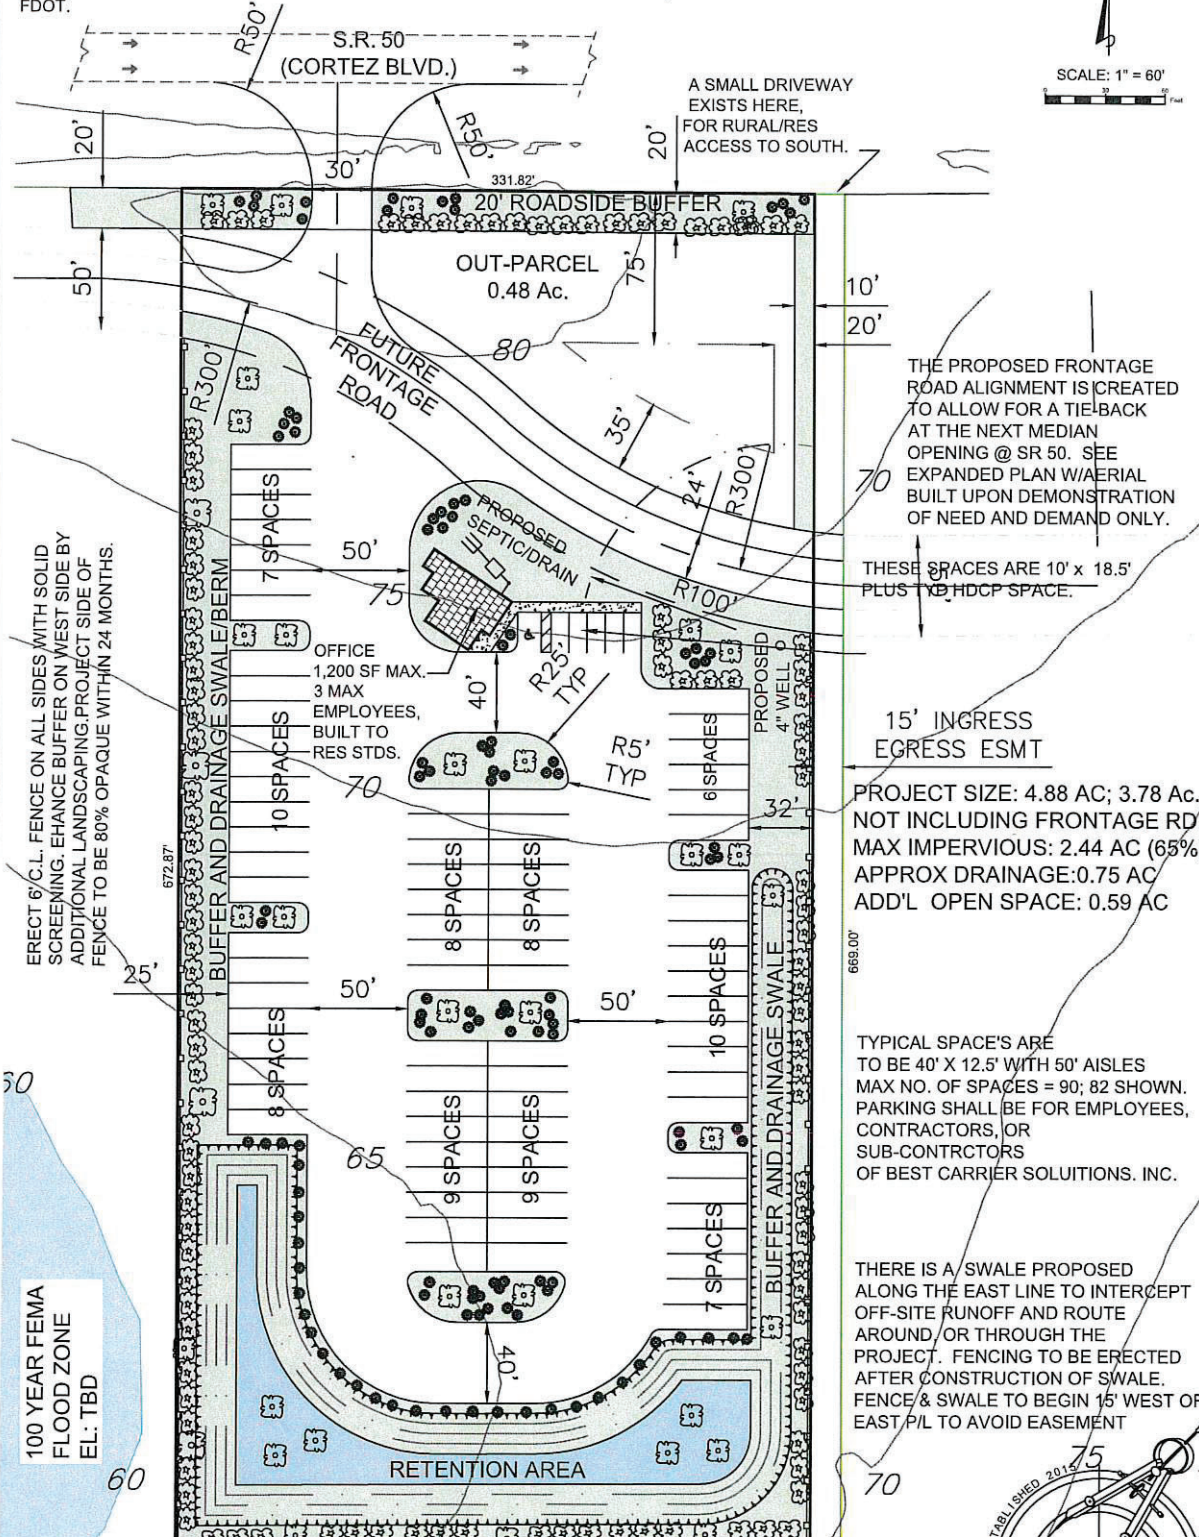 FDOT.
S.R. 50
(CORTEZ BLVD.)
R50'
R50'
SCALE: 1" = 60'
0 30 60
Feet
A SMALL DRIVEWAY
EXISTS HERE,
FOR RURAL/RES
ACCESS TO SOUTH.
20'
30'
20'
331.82'
20' ROADSIDE BUFFER
OUT-PARCEL
0.48 Ac.
50'
75'
10'
20'
80
R300'
FUTURE
FRONTAGE
ROAD
35'
24'
R300'
THE PROPOSED FRONTAGE
ROAD ALIGNMENT IS CREATED
TO ALLOW FOR A TIE-BACK
AT THE NEXT MEDIAN
OPENING @ SR 50. SEE
EXPANDED PLAN W/AERIAL
BUILT UPON DEMONSTRATION
OF NEED AND DEMAND ONLY.
70
7 SPACES
PROPOSED
SEPTIC/DRAIN
50'
75
R100'
THESE SPACES ARE 10' x 18.5'
PLUS TYP HDCP SPACE.
50'
ERECT 6' C.L. FENCE ON ALL SIDES WITH SOLID
SCREENING. EHANCE BUFFER ON WEST SIDE BY
ADDITIONAL LANDSCAPING.PROJECT SIDE OF
FENCE TO BE 80% OPAQUE WITHIN 24 MONTHS.
BUFFER AND DRAINAGE SWALE/BERM
OFFICE
1,200 SF MAX.
3 MAX
EMPLOYEES,
BUILT TO
RES STDS.
40'
R25'
TYP
R5'
TYP
PROPOSED
4" WELL
10 SPACES
70
6 SPACES
15' INGRESS
EGRESS ESMT
32'
PROJECT SIZE: 4.88 AC; 3.78 Ac.
NOT INCLUDING FRONTAGE RD
MAX IMPERVIOUS: 2.44 AC (65%
APPROX DRAINAGE:0.75 AC
ADD'L OPEN SPACE: 0.59 AC
672.87'
8 SPACES
8 SPACES
669.00'
25'
50'
50'
10 SPACES
BUFFER AND DRAINAGE SWALE
8 SPACES
TYPICAL SPACE'S ARE
TO BE 40' X 12.5' WITH 50' AISLES
MAX NO. OF SPACES = 90; 82 SHOWN.
PARKING SHALL BE FOR EMPLOYEES,
CONTRACTORS, OR
SUB-CONTRCTORS
OF BEST CARRIER SOLUITIONS. INC.
60
65
9 SPACES
9 SPACES
7 SPACES
100 YEAR FEMA
FLOOD ZONE
EL: TBD
40'
THERE IS A SWALE PROPOSED
ALONG THE EAST LINE TO INTERCEPT
OFF-SITE RUNOFF AND ROUTE
AROUND, OR THROUGH THE
PROJECT. FENCING TO BE ERECTED
AFTER CONSTRUCTION OF SWALE.
FENCE & SWALE TO BEGIN 15' WEST OF
EAST P/L TO AVOID EASEMENT
RETENTION AREA
60
70
75
TABLISHED 2015